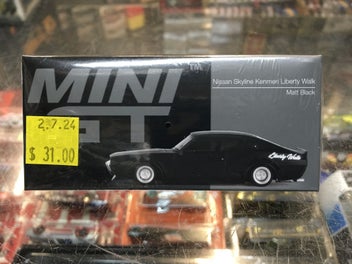 MINI
GT
Nissan Skyline Kenmeri Liberty Walk
Matt Black
2.7.24
$ 31.00
Liberty Walk